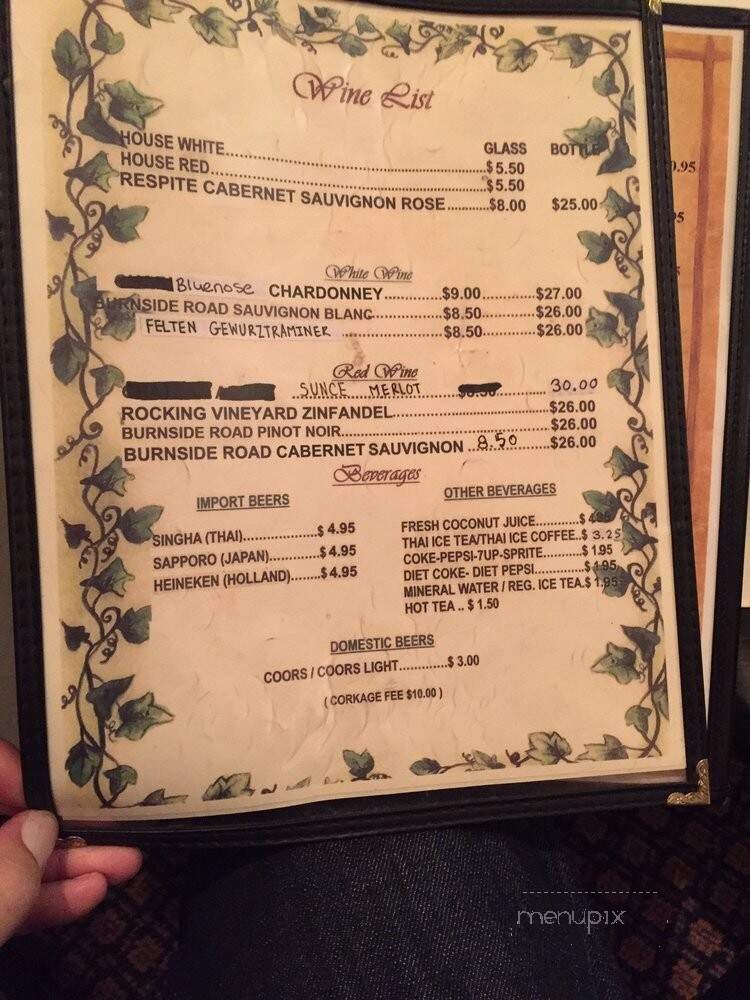 Wine List
GLASS BOTTLE
HOUSE WHITE..........$5.50
HOUSE RED..........$5.50
RESPITE CABERNET SAUVIGNON ROSE..........$8.00 $25.00
White Wine
Bluenose CHARDONNEY..........$9.00..........$27.00
BURNSIDE ROAD SAUVIGNON BLANC..........$8.50..........$26.00
FELTEN GEWURZTRAMINER..........$8.50..........$26.00
Red Wine
SUNCE MERLOT 30.00
ROCKING VINEYARD ZINFANDEL..........$26.00
BURNSIDE ROAD PINOT NOIR..........$26.00
BURNSIDE ROAD CABERNET SAUVIGNON ...8.50...$26.00
Beverages
IMPORT BEERS
SINGHA (THAI)..........$ 4.95
SAPPORO (JAPAN)..........$ 4.95
HEINEKEN (HOLLAND).......$ 4.95
OTHER BEVERAGES
FRESH COCONUT JUICE..........$
THAI ICE TEA/THAI ICE COFFEE..$ 3.25
COKE-PEPSI-7UP-SPRITE..........$ 1.95
DIET COKE- DIET PEPSI..........$ 1.95
MINERAL WATER / REG. ICE TEA.$ 1.95
HOT TEA .. $ 1.50
DOMESTIC BEERS
COORS / COORS LIGHT............$ 3.00
( CORKAGE FEE $10.00 )
menupix